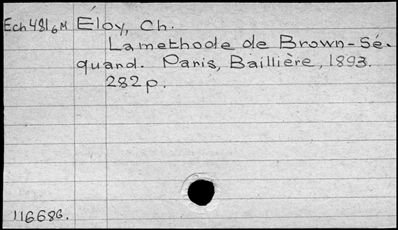 Ech481₆M Éloy, Ch.
La methode de Brown-Sé-
quard. Paris, Baillière, 1893.
282 p.
116686.